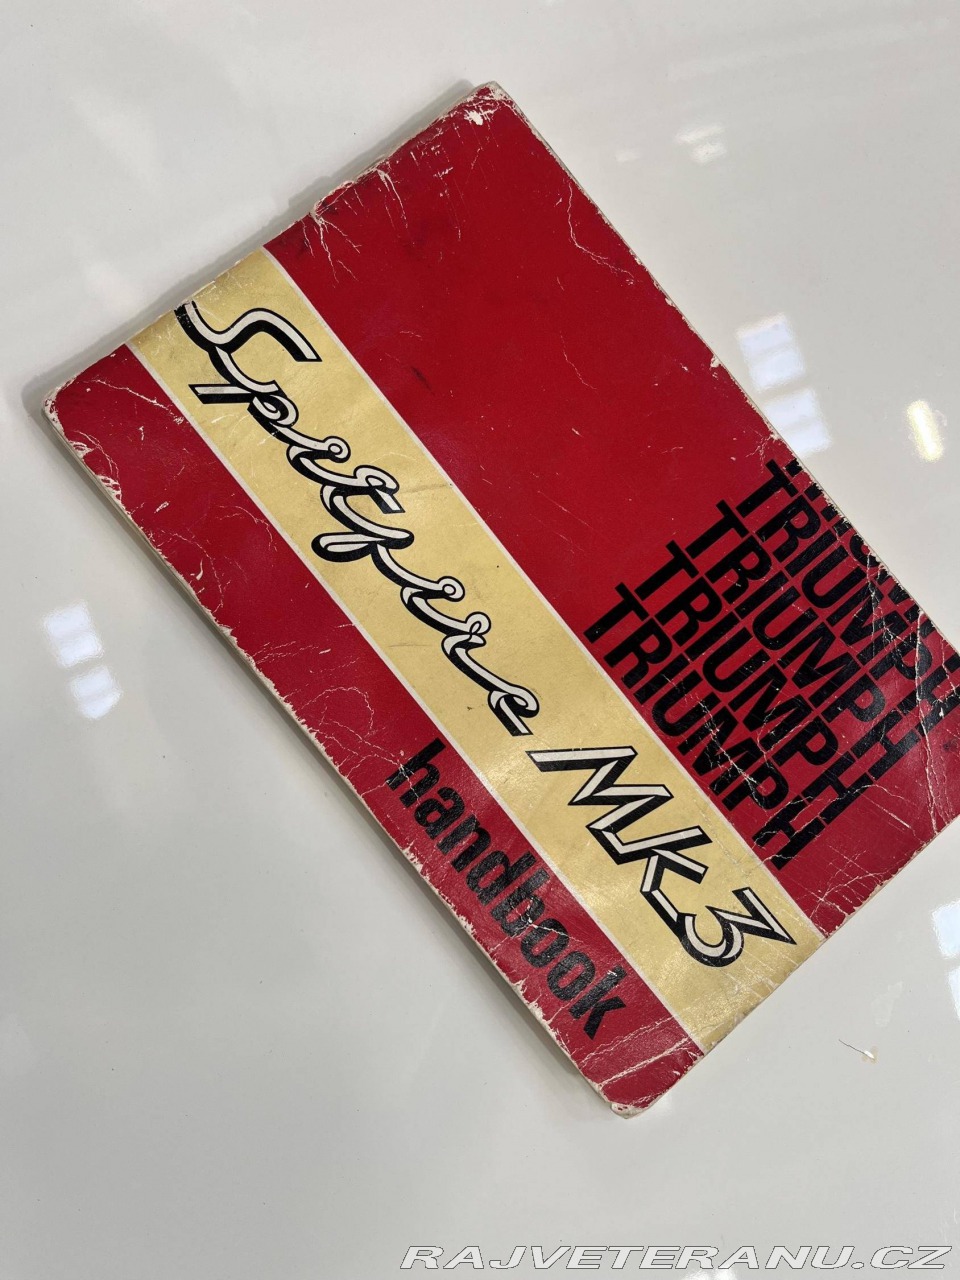 TRIUMPH
TRIUMPH
TRIUMPH
TRIUMPH
Spitfire Mk3
handbook
RAJVETERANU.CZ